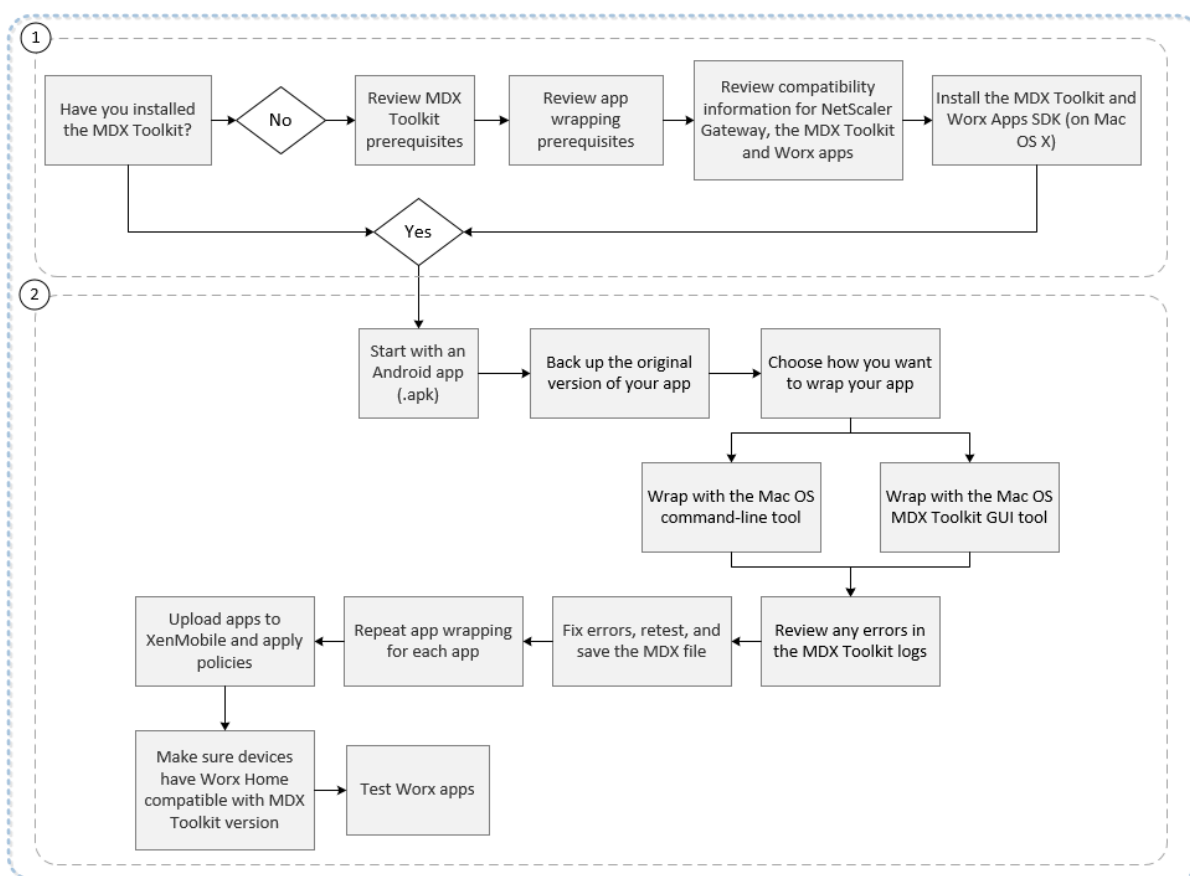 1
Have you installed
the MDX Toolkit?
No
Review MDX
Toolkit
prerequisites
Review app
wrapping
prerequisites
Review compatibility
information for NetScaler
Gateway, the MDX Toolkit
and Worx apps
Install the MDX Toolkit and
Worx Apps SDK (on Mac
OS X)
Yes
2
Start with an
Android app
(.apk)
Back up the original
version of your app
Choose how you want
to wrap your app
Wrap with the Mac OS
command-line tool
Wrap with the Mac OS
MDX Toolkit GUI tool
Review any errors in
the MDX Toolkit logs
Fix errors, retest, and
save the MDX file
Repeat app wrapping
for each app
Upload apps to
XenMobile and apply
policies
Make sure devices
have Worx Home
compatible with MDX
Toolkit version
Test Worx apps